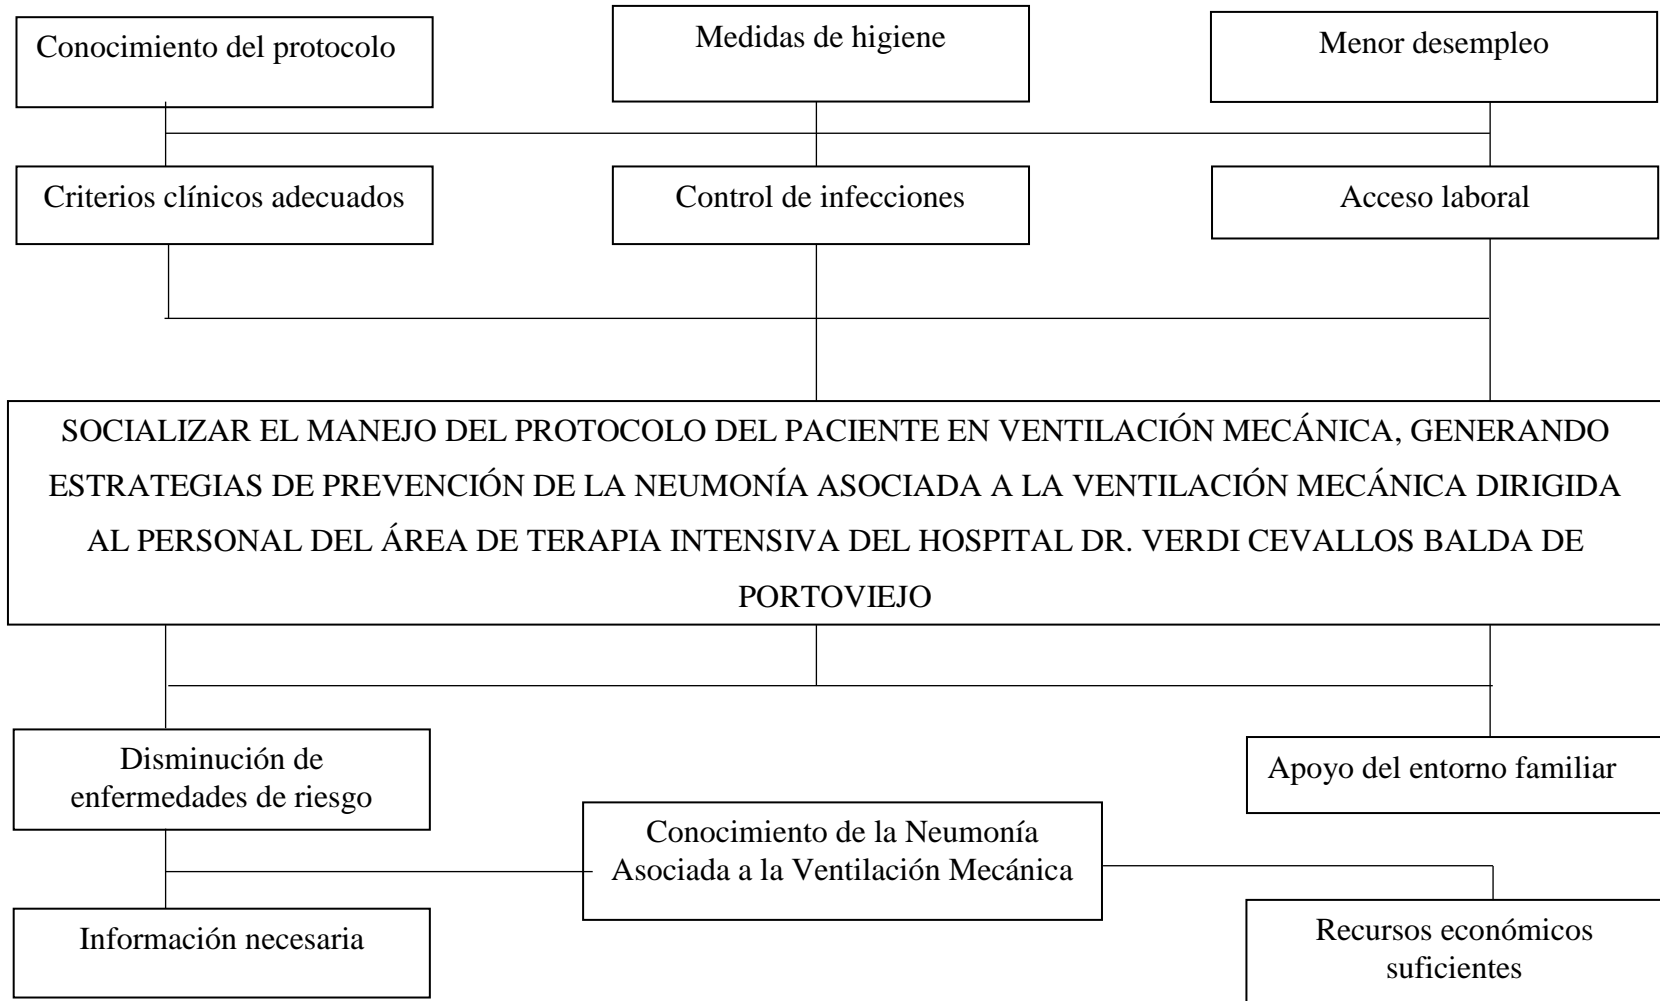 Conocimiento del protocolo
Medidas de higiene
Menor desempleo
Criterios clínicos adecuados
Control de infecciones
Acceso laboral
SOCIALIZAR EL MANEJO DEL PROTOCOLO DEL PACIENTE EN VENTILACIÓN MECÁNICA, GENERANDO
ESTRATEGIAS DE PREVENCIÓN DE LA NEUMONÍA ASOCIADA A LA VENTILACIÓN MECÁNICA DIRIGIDA
AL PERSONAL DEL ÁREA DE TERAPIA INTENSIVA DEL HOSPITAL DR. VERDI CEVALLOS BALDA DE
PORTOVIEJO
Disminución de
enfermedades de riesgo
Apoyo del entorno familiar
Conocimiento de la Neumonía
Asociada a la Ventilación Mecánica
Información necesaria
Recursos económicos
suficientes